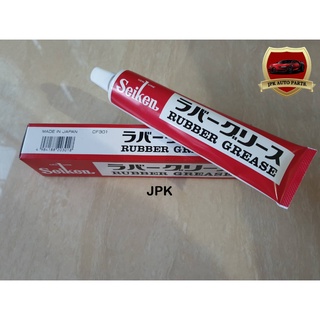 JPK AUTO PARTS
Seiken
ラバーグリース
RUBBER GREASE
MADE IN JAPAN
CF301
Seiken
ラバーグリース
RUBBER GREASE
JPK